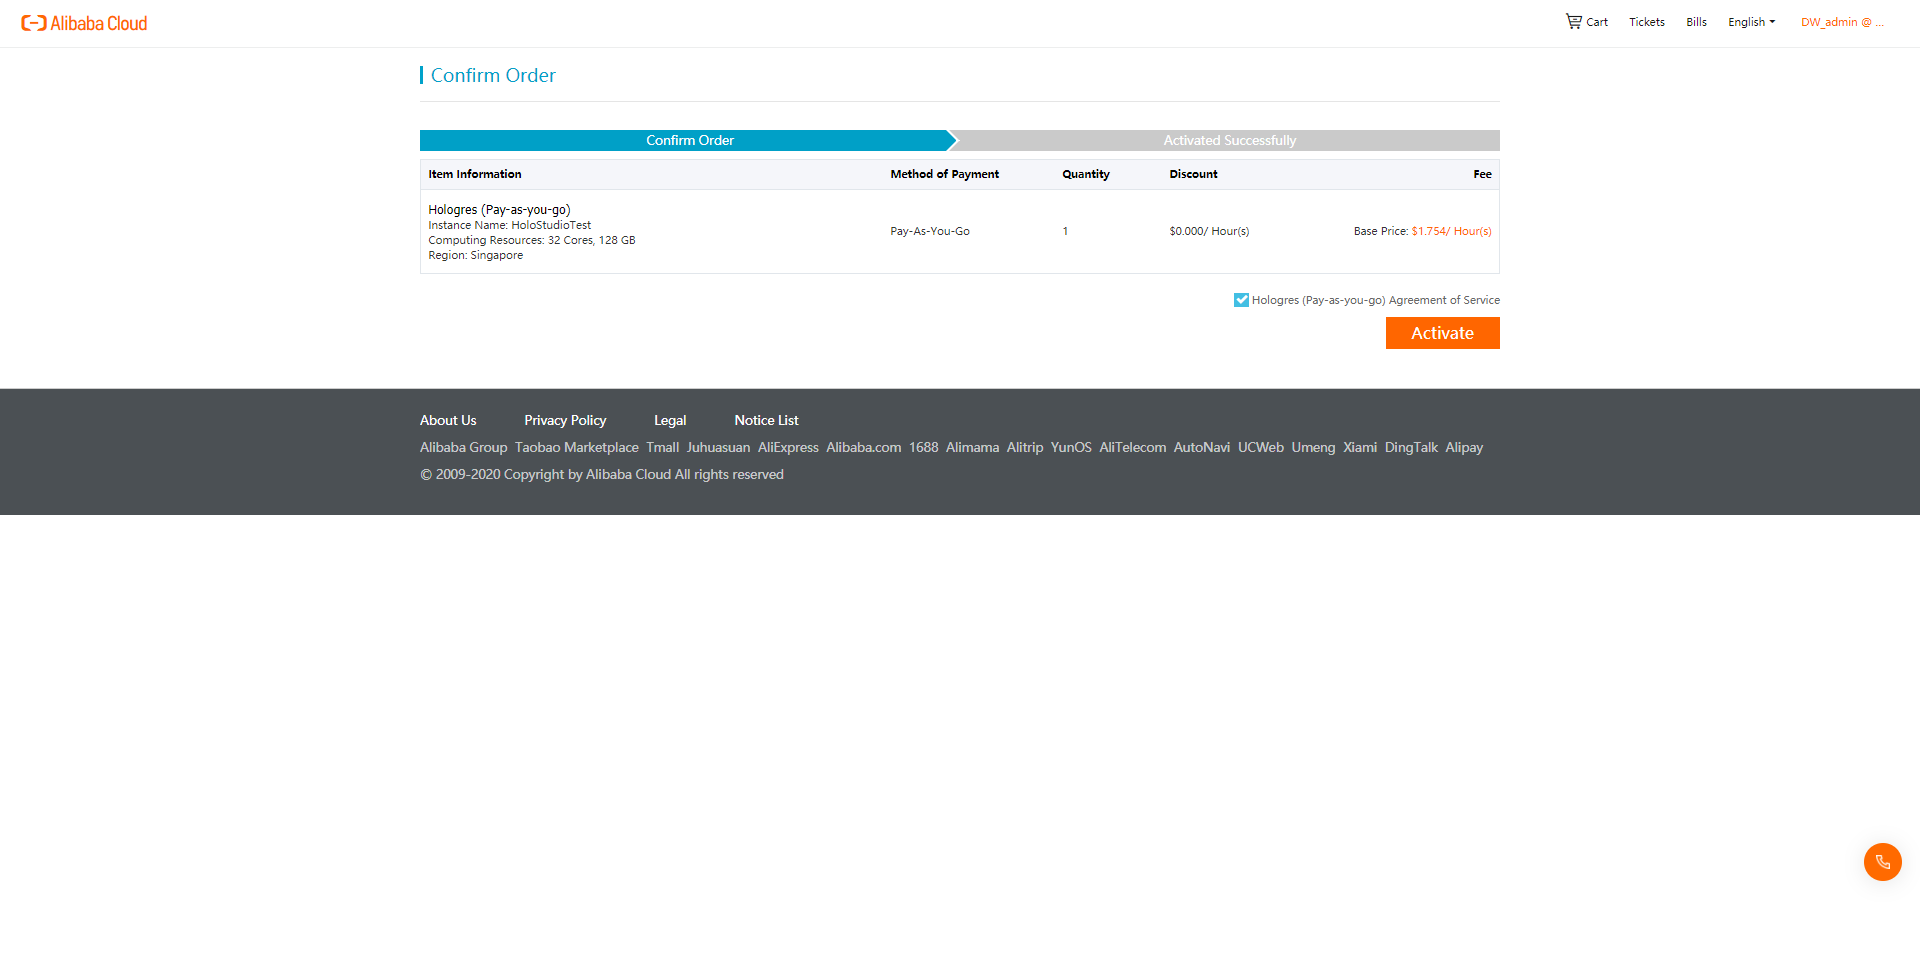 Alibaba Cloud
Cart Tickets Bills English DW_admin @ ...
Confirm Order
Confirm Order Activated Successfully
Item Information Method of Payment Quantity Discount Fee
Hologres (Pay-as-you-go)
Instance Name: HoloStudioTest
Computing Resources: 32 Cores, 128 GB
Region: Singapore
Pay-As-You-Go 1 $0.000/ Hour(s) Base Price: $1.754/ Hour(s)
Hologres (Pay-as-you-go) Agreement of Service
Activate
About Us Privacy Policy Legal Notice List
Alibaba Group Taobao Marketplace Tmall Juhuasuan AliExpress Alibaba.com 1688 Alimama Alitrip YunOS AliTelecom AutoNavi UCWeb Umeng Xiami DingTalk Alipay
© 2009-2020 Copyright by Alibaba Cloud All rights reserved